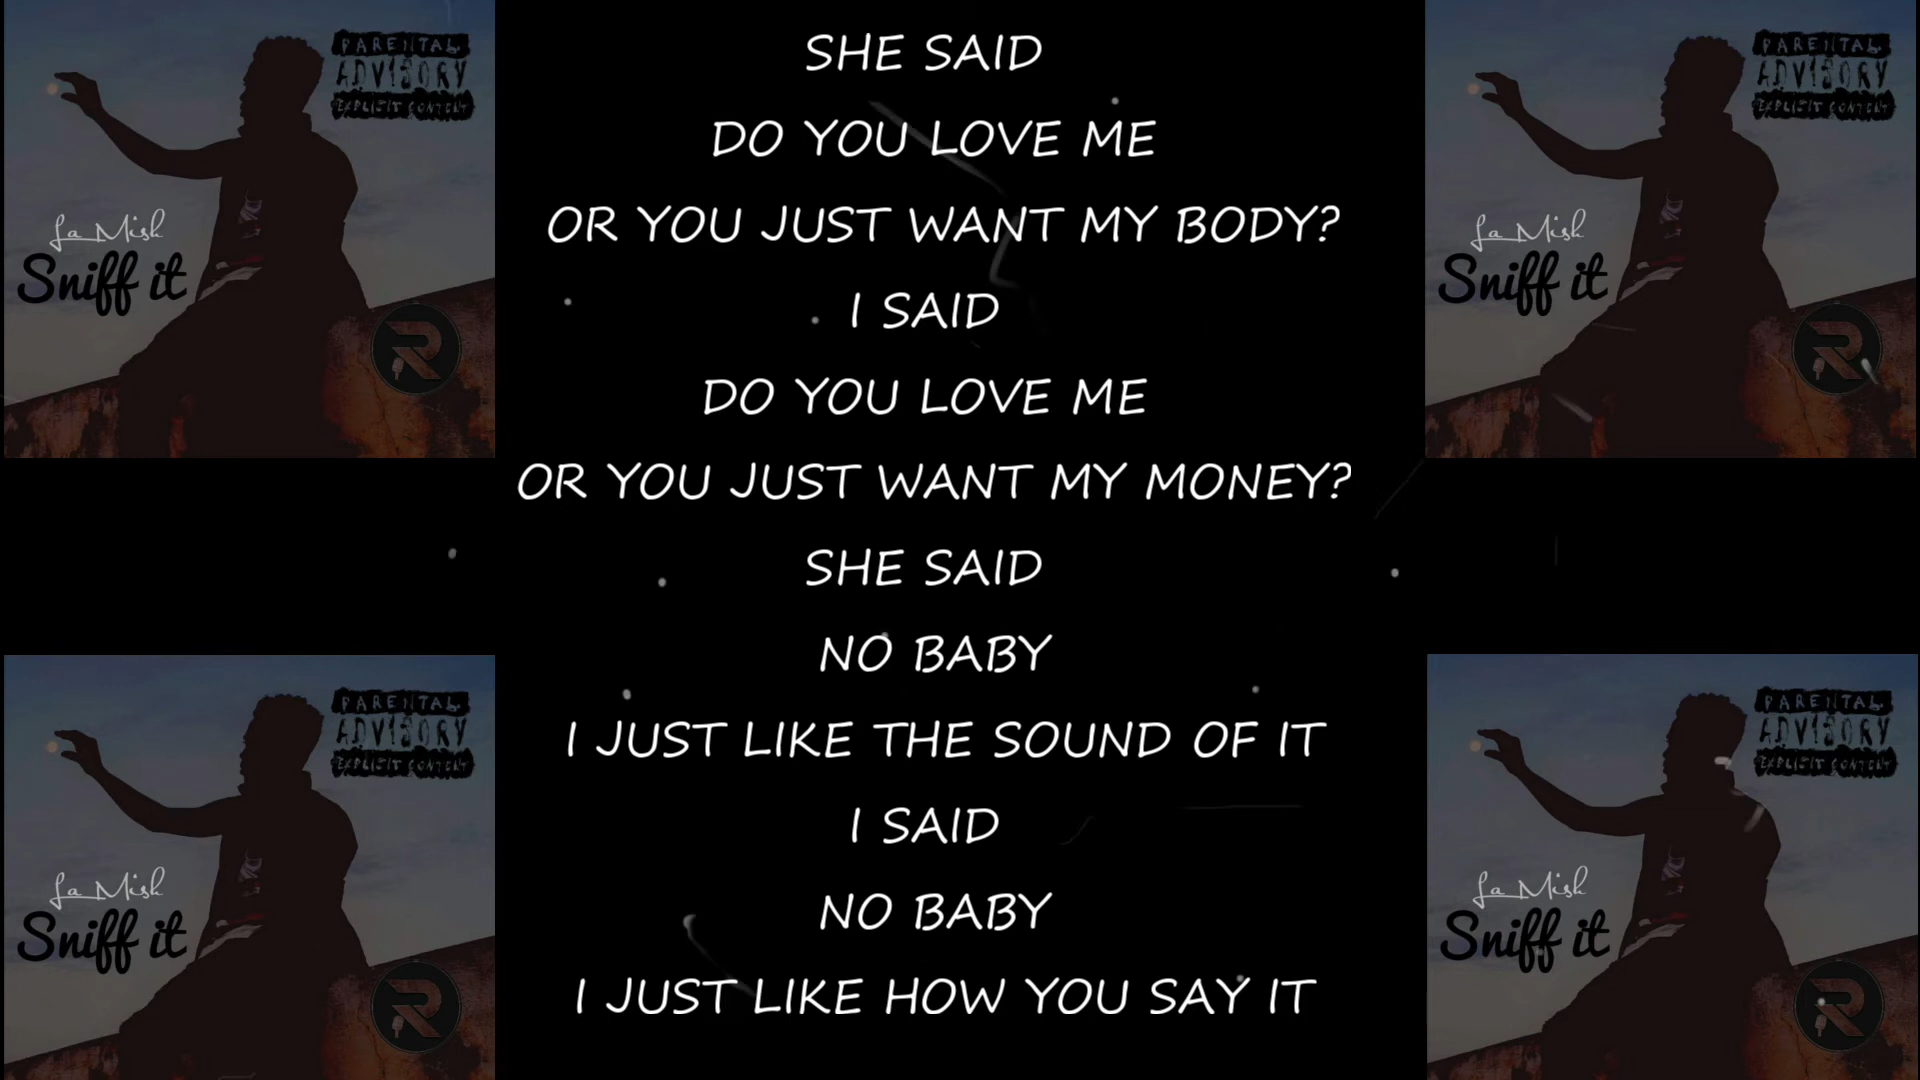 PARENTAL
ADVISORY
EXPLICIT CONTENT
La Mish
Sniff it
R
SHE SAID
DO YOU LOVE ME
OR YOU JUST WANT MY BODY?
I SAID
DO YOU LOVE ME
OR YOU JUST WANT MY MONEY?
SHE SAID
NO BABY
I JUST LIKE THE SOUND OF IT
I SAID
NO BABY
I JUST LIKE HOW YOU SAY IT
PARENTAL
ADVISORY
EXPLICIT CONTENT
La Mish
Sniff it
R
PARENTAL
ADVISORY
EXPLICIT CONTENT
La Mish
Sniff it
R
PARENTAL
ADVISORY
EXPLICIT CONTENT
La Mish
Sniff it
R